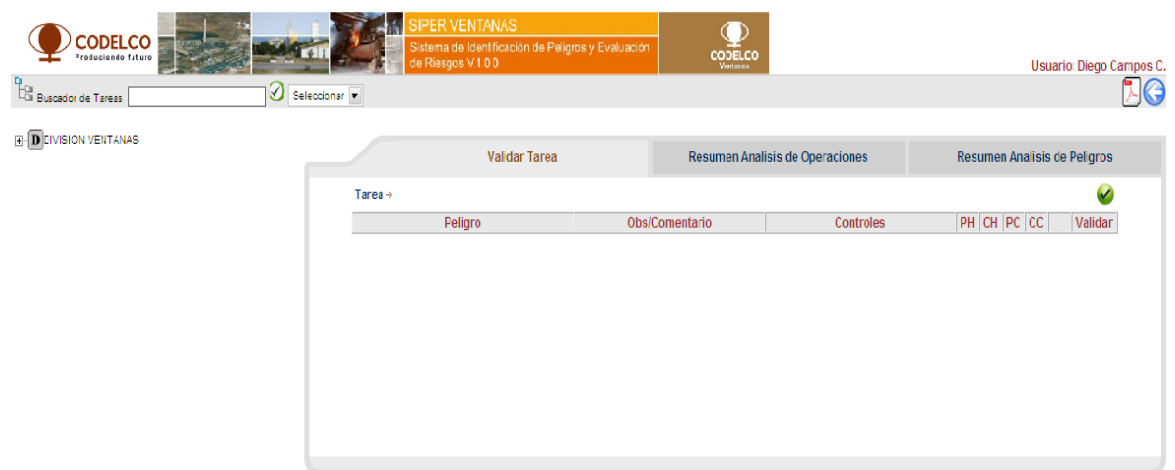 CODELCO
Produciendo futuro
SIPER VENTANAS
Sistema de Identificación de Peligros y Evaluación
de Riesgos V.1.0.0
CODELCO
Ventanas
Usuario: Diego Campos C.
Buscador de Tareas
Seleccionar
D DIVISION VENTANAS
Validar Tarea
Resumen Analisis de Operaciones
Resumen Analisis de Peligros
Tarea
Peligro Obs/Comentario Controles PH CH PC CC Validar